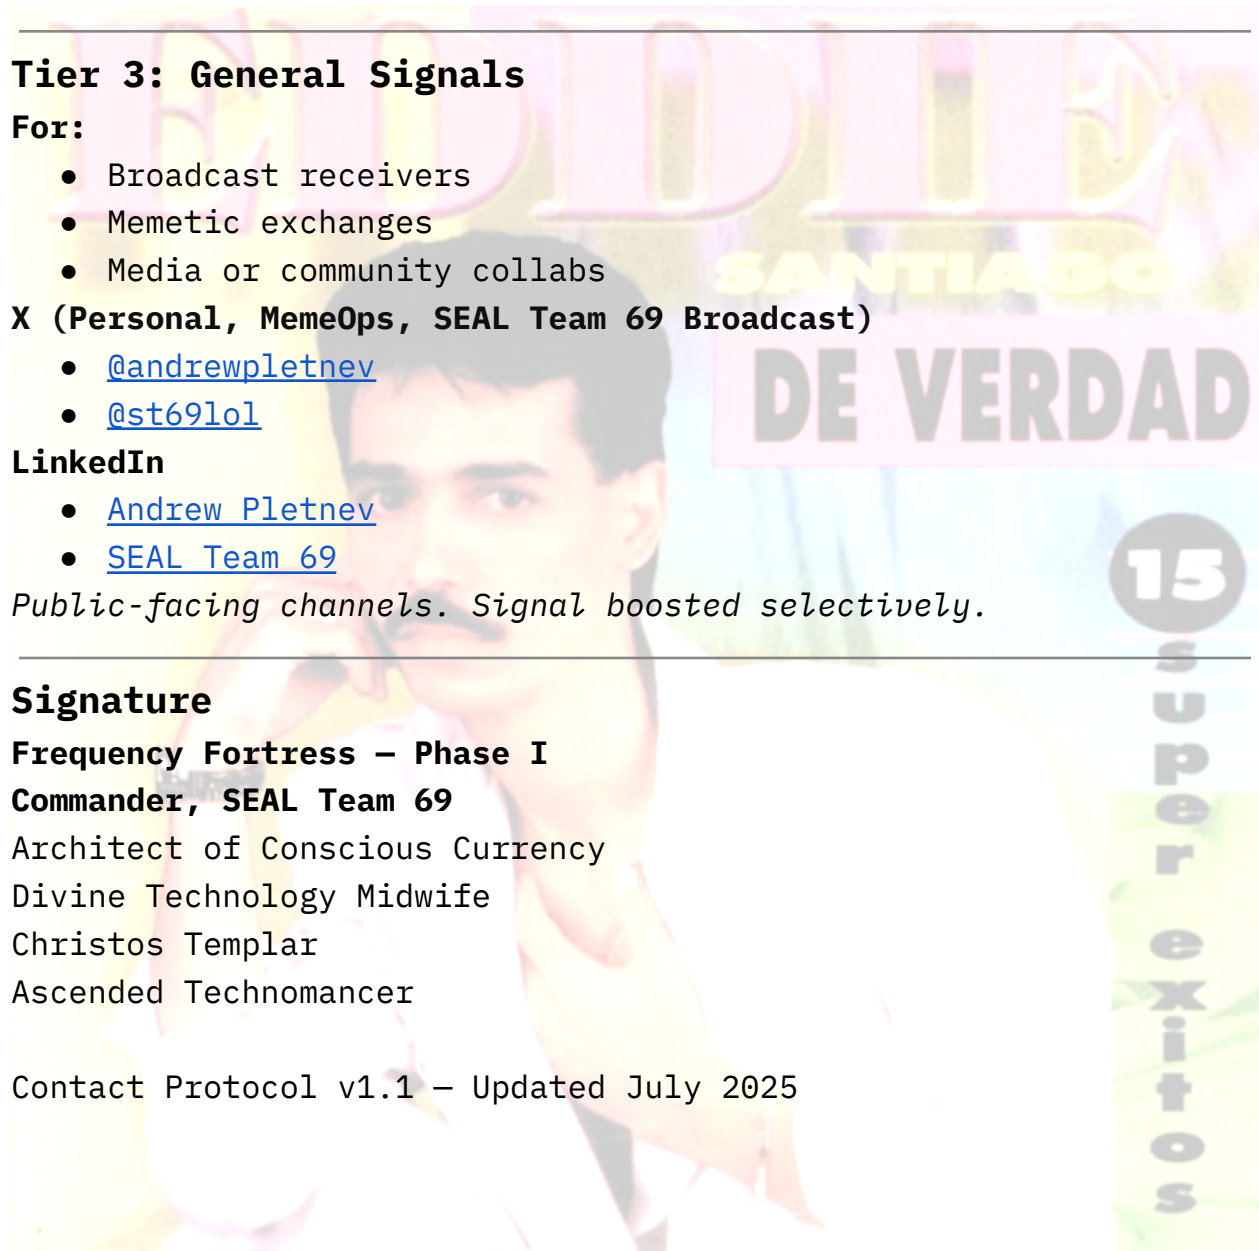 EDDIE
SANTIAGO
DE VERDAD
15
super exitos
Tier 3: General Signals
For:
● Broadcast receivers
● Memetic exchanges
● Media or community collabs
X (Personal, MemeOps, SEAL Team 69 Broadcast)
● @andrewpletnev
● @st69lol
LinkedIn
● Andrew Pletnev
● SEAL Team 69
Public-facing channels. Signal boosted selectively.
Signature
Frequency Fortress — Phase I
Commander, SEAL Team 69
Architect of Conscious Currency
Divine Technology Midwife
Christos Templar
Ascended Technomancer
Contact Protocol v1.1 — Updated July 2025